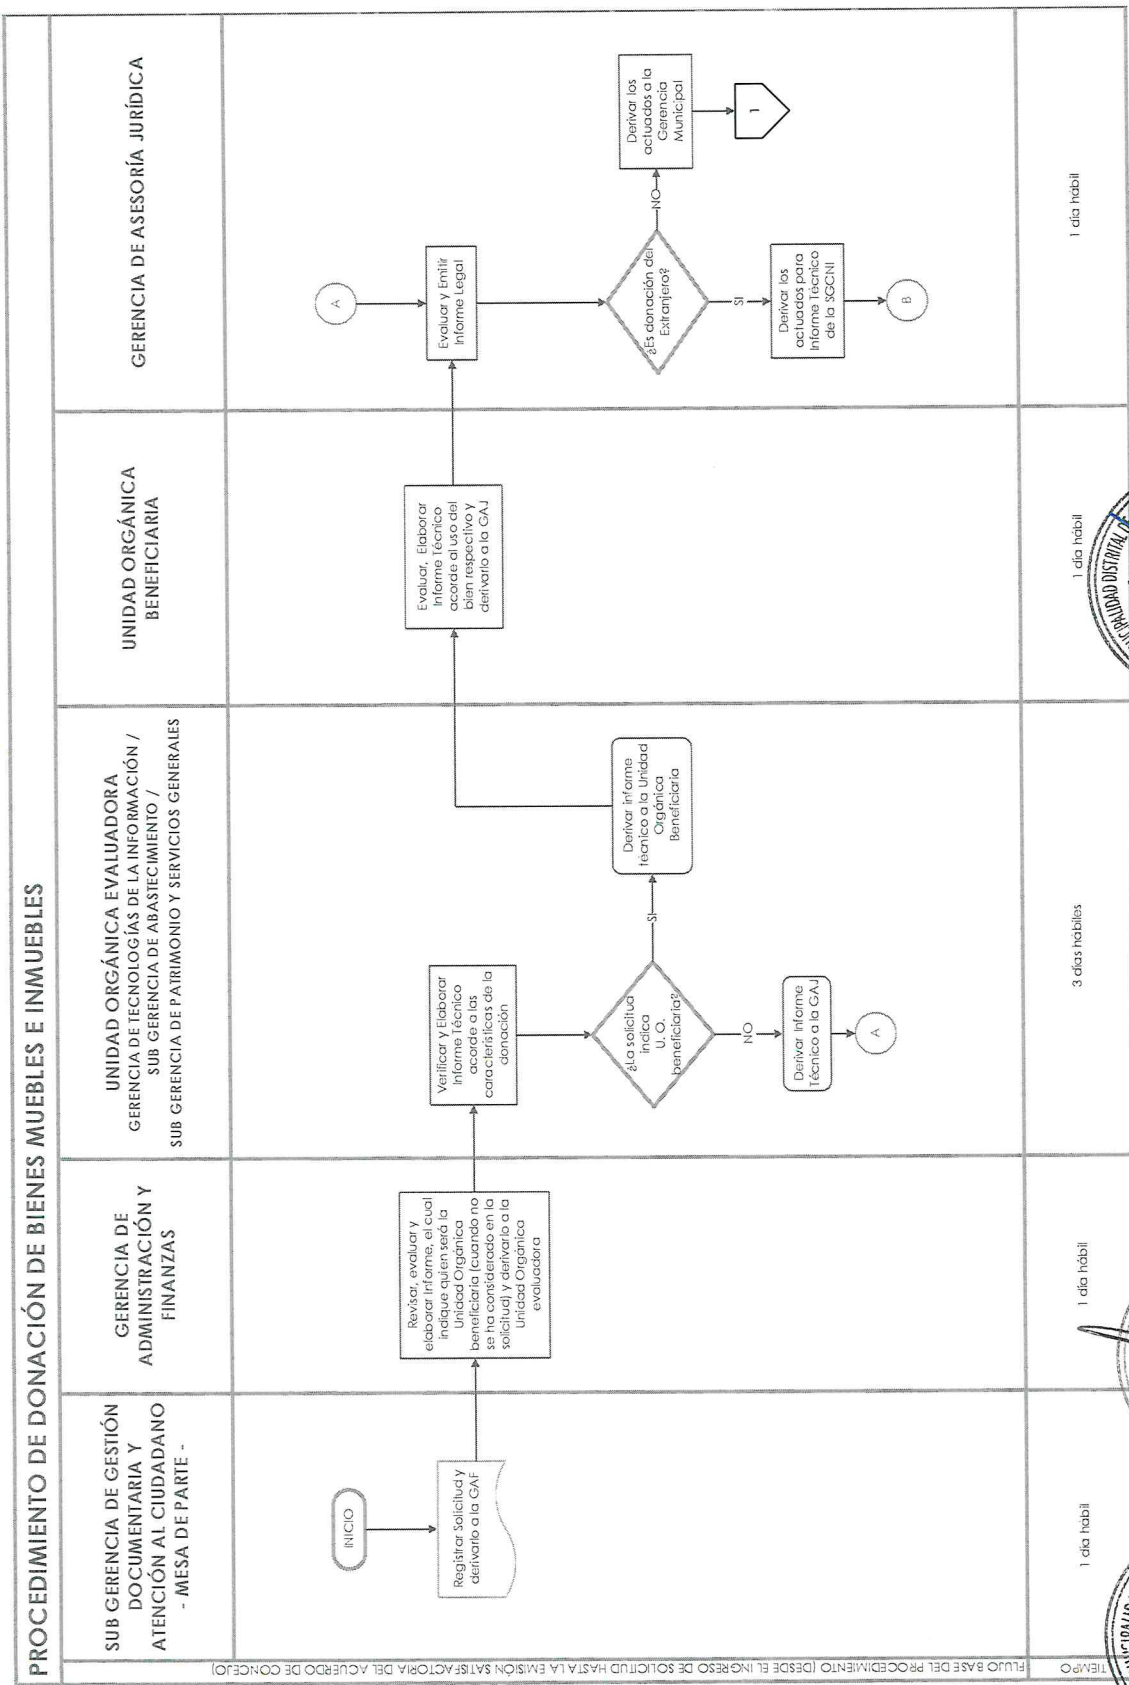 PROCEDIMIENTO DE DONACIÓN DE BIENES MUEBLES E INMUEBLES
SUB GERENCIA DE GESTIÓN
DOCUMENTARIA Y
ATENCIÓN AL CIUDADANO
- MESA DE PARTE -
GERENCIA DE
ADMINISTRACIÓN Y
FINANZAS
UNIDAD ORGÁNICA EVALUADORA
GERENCIA DE TECNOLOGÍAS DE LA INFORMACIÓN /
SUB GERENCIA DE ABASTECIMIENTO /
SUB GERENCIA DE PATRIMONIO Y SERVICIOS GENERALES
UNIDAD ORGÁNICA
BENEFICIARIA
GERENCIA DE ASESORÍA JURÍDICA
FLUJO BASE DEL PROCEDIMIENTO (DESDE EL INGRESO DE SOLICITUD HASTA LA EMISIÓN SATISFACTORIA DEL ACUERDO DE CONCEJO)
INICIO
Registrar Solicitud y
derivarlo a la GAF
Revisar, evaluar y
elaborar Informe, el cual
indique quien será la
Unidad Orgánica
beneficiaria (cuando no
se ha considerado en la
solicitud) y derivarlo a la
Unidad Orgánica
evaluadora
Verificar y Elaborar
Informe Técnico
acorde a las
características de la
donación
¿La solicitud
indica
U. O.
beneficiaria?
SI
Derivar informe
técnico a la Unidad
Orgánica
Beneficiaria
NO
Derivar Informe
Técnico a la GAJ
A
Evaluar, Elaborar
Informe Técnico
acorde al uso del
bien respectivo y
derivarlo a la GAJ
A
Evaluar y Emitir
Informe Legal
¿Es donación del
Extranjero?
NO
Derivar los
actuados a la
Gerencia
Municipal
1
SI
Derivar los
actuados para
Informe Técnico
de la SGCNI
B
TIEMPO
1 día hábil
1 día hábil
3 días hábiles
1 día hábil
1 día hábil